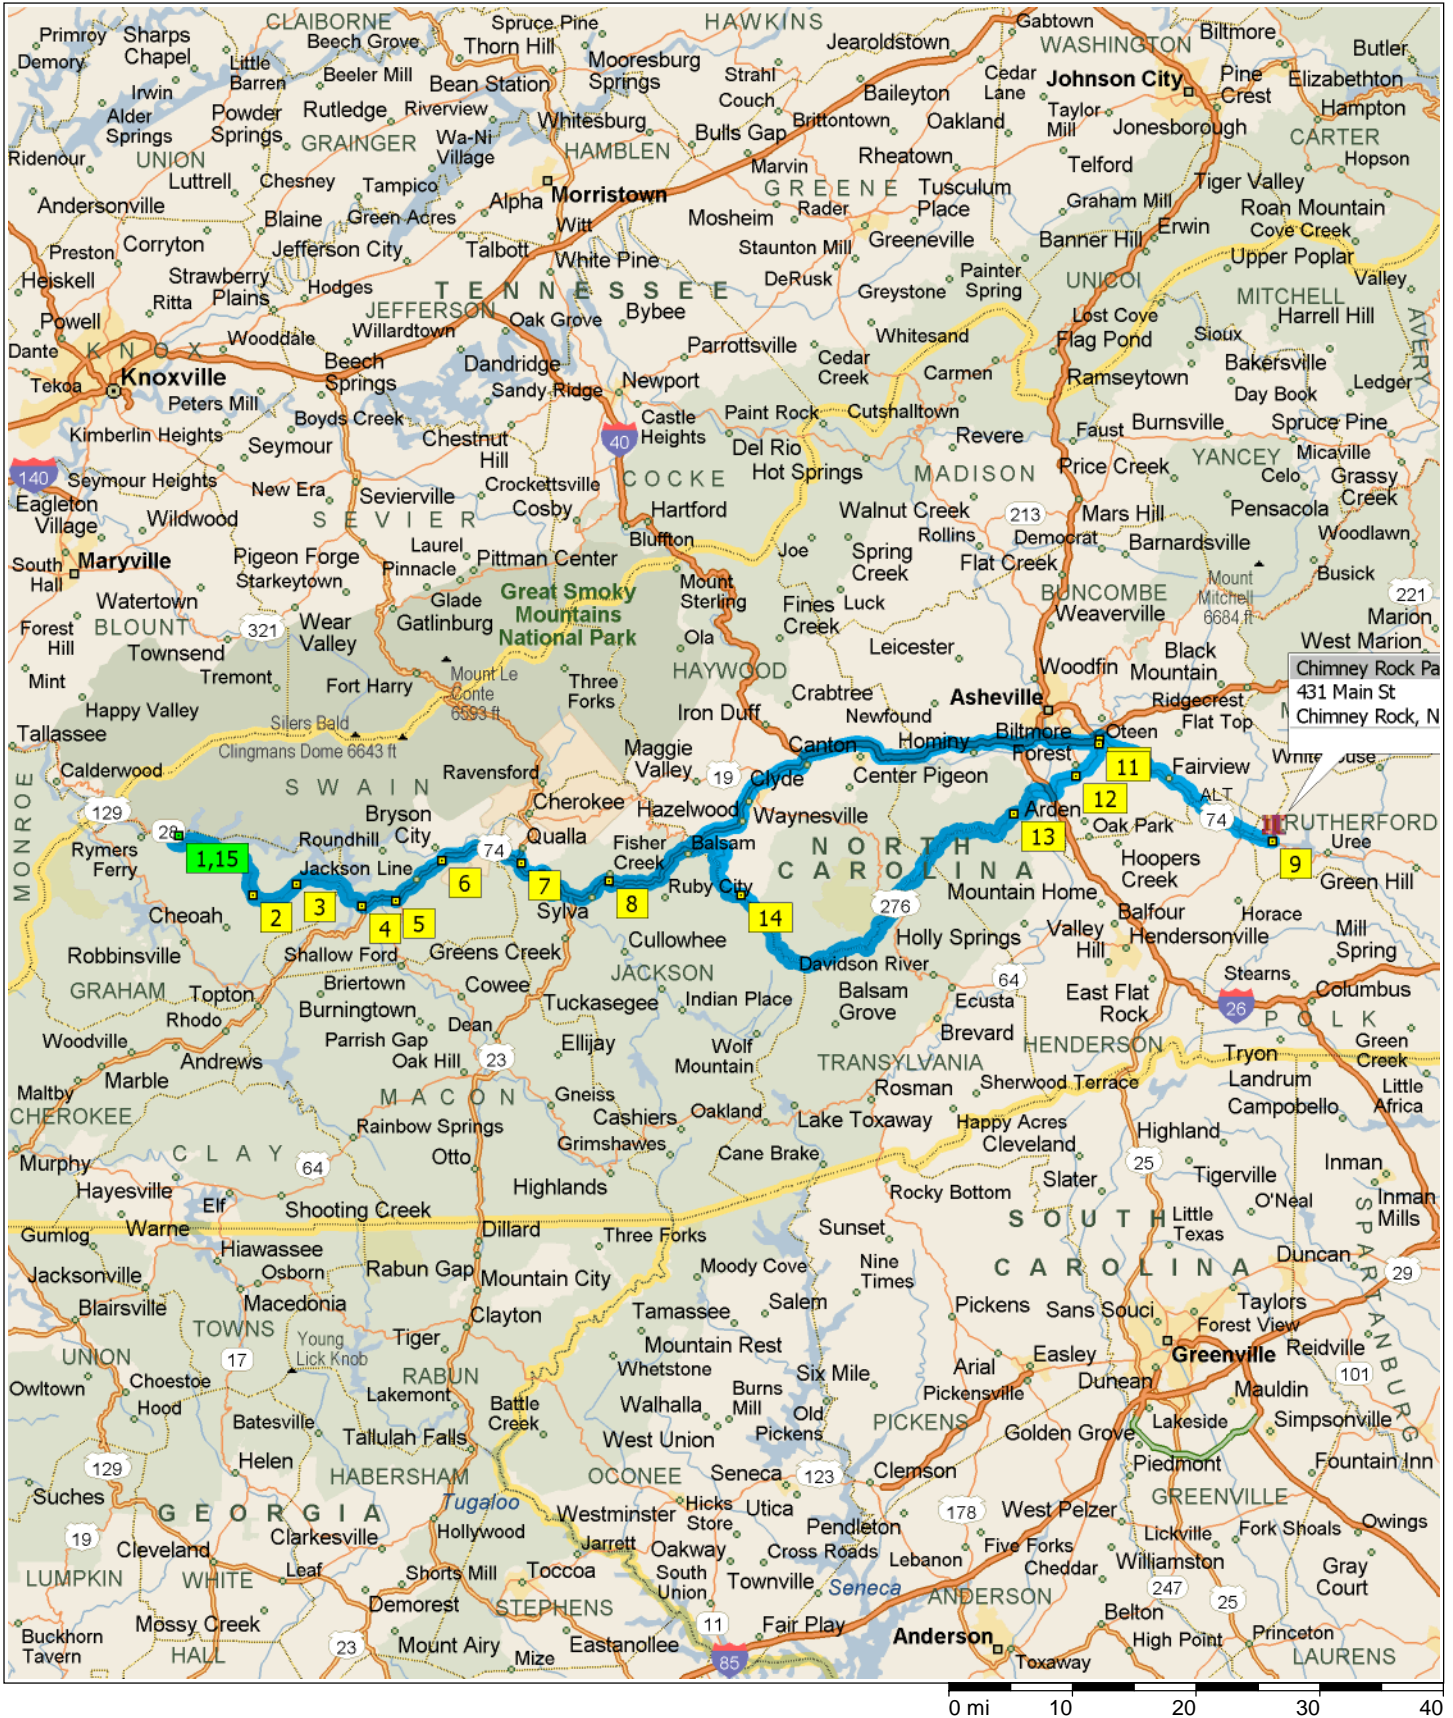 CLAIBORNE
Spruce Pine
HAWKINS
Gabtown
Primroy
Sharps
Chapel
Beech Grove
Thorn Hill
Jearoldstown
WASHINGTON
Biltmore
Butler
Demory
Little
Barren
Beeler Mill
Bean Station
Mooresburg
Springs
Strahl
Cedar
Lane
Johnson City
Pine
Crest
Elizabethton
Irwin
Couch
Baileyton
Taylor
Mill
Hampton
Alder
Springs
Powder
Springs
Rutledge
Riverview
Whitesburg
Bulls Gap
Brittontown
Oakland
Jonesborough
CARTER
Ridenour
UNION
GRAINGER
Wa-Ni
Village
HAMBLEN
Marvin
Rheatown
Telford
Hopson
Luttrell
Chesney
Tampico
Alpha
Morristown
GREENE
Tusculum
Place
Tiger Valley
Andersonville
Blaine
Green Acres
Witt
Mosheim
Rader
Graham Mill
Roan Mountain
Cove Creek
Preston
Corryton
Jefferson City
Talbott
Staunton Mill
Greeneville
Banner Hill
Erwin
Heiskell
Strawberry
Plains
Hodges
White Pine
DeRusk
Painter
Spring
UNICOI
Upper Poplar
Valley
Ritta
TENNESSEE
Greystone
MITCHELL
Powell
JEFFERSON
Oak Grove
Bybee
Lost Cove
Harrell Hill
AVERY
Dante
KNOX
Wooddale
Willardtown
Parrottsville
Whitesand
Flag Pond
Sioux
Tekoa
Knoxville
Beech
Springs
Dandridge
Cedar
Creek
Carmen
Ramseytown
Bakersville
Peters Mill
Sandy Ridge
Newport
Day Book
Ledger
Kimberlin Heights
Boyds Creek
Castle
Heights
Paint Rock
Cutshalltown
Faust
Burnsville
Spruce Pine
Seymour
Chestnut
Hill
40
Del Rio
Revere
140
Seymour Heights
COCKE
Hot Springs
MADISON
Price Creek
YANCEY
Micaville
Celo
Grassy
Creek
Eagleton
Village
New Era
Sevierville
Crockettsville
Walnut Creek
213
Mars Hill
Pensacola
Wildwood
SEVIER
Cosby
Hartford
Rollins
Democrat
Woodlawn
South
Hall
Maryville
Pigeon Forge
Laurel
Pinnacle
Pittman Center
Bluffton
Joe
Spring
Creek
Flat Creek
Barnardsville
Starkeytown
Great Smoky
Mountains
National Park
Mount
Sterling
BUNCOMBE
Mount
Mitchell
6684 ft
Busick
221
Watertown
BLOUNT
321
Wear
Valley
Glade
Gatlinburg
Fines
Creek
Luck
Weaverville
Marion
Forest
Hill
Townsend
Ola
Leicester
West Marion
Mint
Tremont
Fort Harry
Mount Le
Conte
6593 ft
HAYWOOD
Woodfin
Black
Mountain
Chimney Rock Pa
431 Main St
Chimney Rock, N
Happy Valley
Three
Forks
Crabtree
Asheville
Ridgecrest
Tallassee
Silers Bald
Clingmans Dome 6643 ft
Iron Duff
Newfound
Flat Top
Maggie
Valley
Canton
Hominy
Biltmore
Forest
Oteen
Calderwood
Ravensford
19
Clyde
Center Pigeon
11
Fairview
MONROE
SWAIN
Cherokee
Hazelwood
Waynesville
12
ALT
74
129
28
Bryson
City
Arden
RUTHERFORD
Rymers
Ferry
1,15
Roundhill
74
Qualla
Fisher
Creek
Balsam
NORTH
CAROLINA
13
Oak Park
9
Uree
Jackson Line
6
7
8
Ruby City
Hoopers
Creek
Green Hill
2
3
4
5
Sylva
14
276
Mountain Home
Cheoah
Cullowhee
Balfour
Horace
Robbinsville
Shallow Ford
Greens Creek
Holly Springs
Valley
Hill
Hendersonville
Mill
Spring
GRAHAM
Topton
Briertown
Cowee
JACKSON
Davidson River
64
Stearns
Burningtown
Tuckasegee
Indian Place
Balsam
Grove
Ecusta
East Flat
Rock
26
Columbus
Rhodo
Dean
Brevard
POLK
Woodville
Parrish Gap
Ellijay
Wolf
Mountain
HENDERSON
Tryon
Green
Creek
Andrews
Oak Hill
23
TRANSYLVANIA
Landrum
Maltby
Marble
MACON
Gneiss
Rosman
Sherwood Terrace
Little
Africa
CHEROKEE
Cashiers
Oakland
Campobello
Rainbow Springs
Grimshawes
Lake Toxaway
Happy Acres
Highland
CLAY
Cane Brake
Cleveland
Murphy
64
Otto
25
Inman
Hayesville
Highlands
Rocky Bottom
Slater
Tigerville
Elf
Shooting Creek
O'Neal
Inman
Mills
Warne
Dillard
Sunset
SOUTH
CAROLINA
Little
Texas
Gumlog
Hiawassee
Three Forks
Duncan
SPARTANBURG
Jacksonville
Osborn
Rabun Gap
Mountain City
Moody Cove
Nine
Times
29
Blairsville
Macedonia
Clayton
Tamassee
Salem
Pickens
Sans Souci
Taylors
TOWNS
Young
Lick Knob
Tiger
Mountain Rest
Forest View
UNION
17
RABUN
Whetstone
Six Mile
Arial
Easley
Greenville
Reidville
Owltown
Choestoe
Lakemont
Burns
Mill
Pickensville
Dunean
101
Hood
Battle
Creek
Walhalla
Old
Pickens
Mauldin
Batesville
Tallulah Falls
West Union
PICKENS
Golden Grove
Lakeside
Simpsonville
129
Helen
HABERSHAM
OCONEE
Seneca
123
Clemson
Piedmont
Fountain Inn
Suches
Tugaloo
Hicks
Store
Utica
GREENVILLE
GEORGIA
Westminster
178
West Pelzer
19
Clarkesville
Hollywood
Pendleton
Lickville
Fork Shoals
Owings
Cleveland
Jarrett
Oakway
Cross Roads
Five Forks
LUMPKIN
WHITE
Leaf
Shorts Mill
Toccoa
South
Union
Townville
Lebanon
Cheddar
Williamston
Gray
Court
Demorest
Seneca
ANDERSON
247
25
Mossy Creek
STEPHENS
11
Fair Play
Belton
Buckhorn
Tavern
23
Mount Airy
Eastanollee
Anderson
High Point
Princeton
HALL
Mize
85
Toxaway
LAURENS
0 mi
10
20
30
40